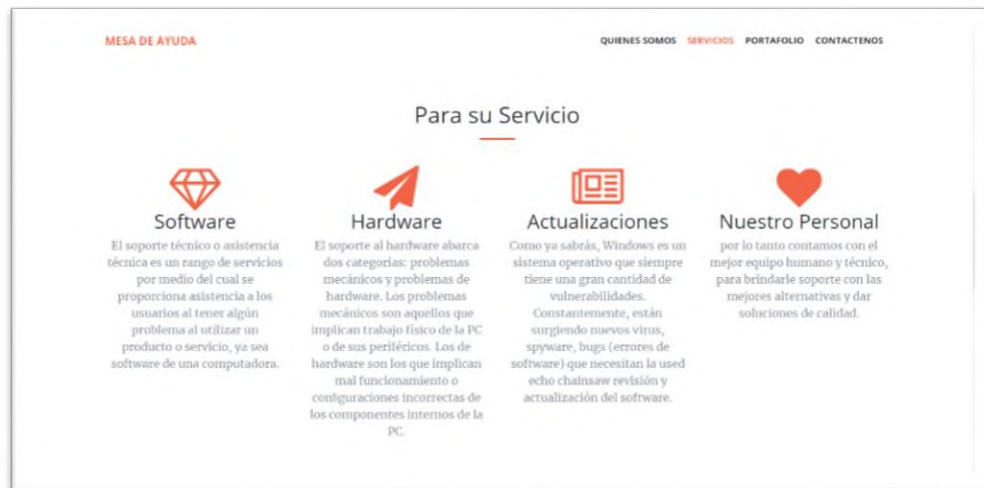 MESA DE AYUDA
QUIENES SOMOS SERVICIOS PORTAFOLIO CONTACTENOS
Para su Servicio
Software
El soporte técnico o asistencia
técnica es un rango de servicios
por medio del cual se
proporciona asistencia a los
usuarios al tener algún
problema al utilizar un
producto o servicio, ya sea
software de una computadora.
Hardware
El soporte al hardware abarca
dos categorías: problemas
mecánicos y problemas de
hardware. Los problemas
mecánicos son aquellos que
implican trabajo físico de la PC
o de sus periféricos. Los de
hardware son los que implican
mal funcionamiento o
configuraciones incorrectas de
los componentes internos de la
PC.
Actualizaciones
Como ya sabrás, Windows es un
sistema operativo que siempre
tiene una gran cantidad de
vulnerabilidades.
Constantemente, están
surgiendo nuevos virus,
spyware, bugs (errores de
software) que necesitan la used
echo chainsaw revisión y
actualización del software.
Nuestro Personal
por lo tanto contamos con el
mejor equipo humano y técnico,
para brindarle soporte con las
mejores alternativas y dar
soluciones de calidad.